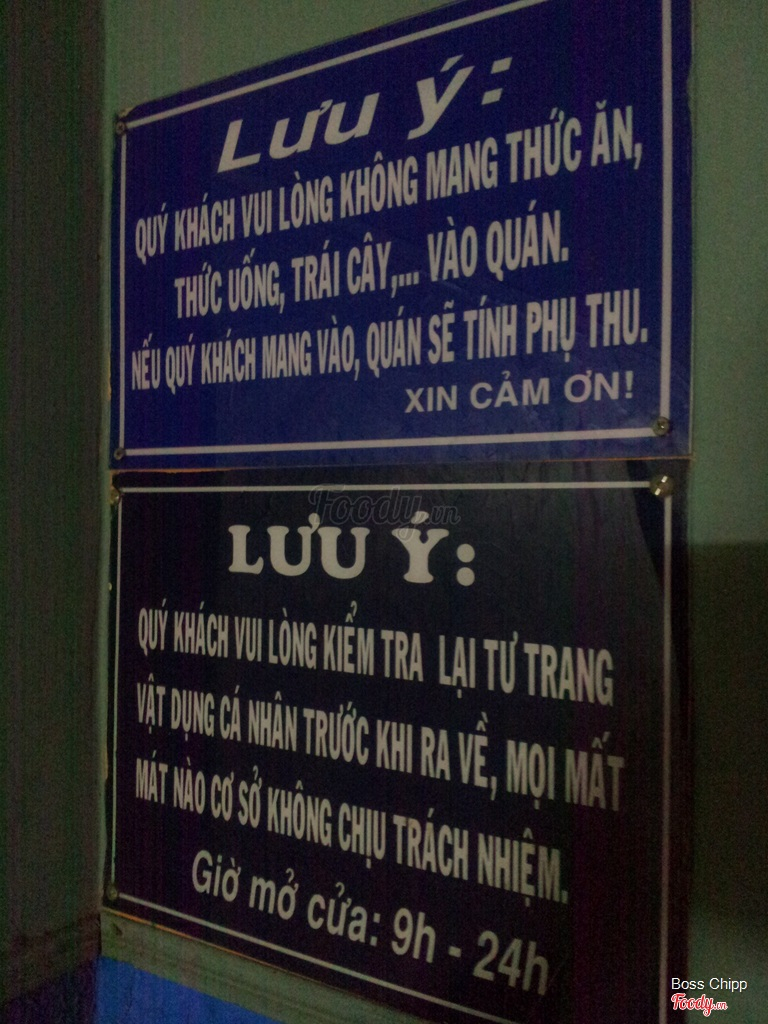 Lưu ý:
QUÝ KHÁCH VUI LÒNG KHÔNG MANG THỨC ĂN,
THỨC UỐNG, TRÁI CÂY,... VÀO QUÁN.
NẾU QUÝ KHÁCH MANG VÀO, QUÁN SẼ TÍNH PHỤ THU.
XIN CẢM ƠN!
Foody.vn
LƯU Ý:
QUÝ KHÁCH VUI LÒNG KIỂM TRA LẠI TƯ TRANG
VẬT DỤNG CÁ NHÂN TRƯỚC KHI RA VỀ, MỌI MẤT
MÁT NÀO CƠ SỞ KHÔNG CHỊU TRÁCH NHIỆM.
Giờ mở cửa: 9h - 24h
Boss Chipp
Foody.vn